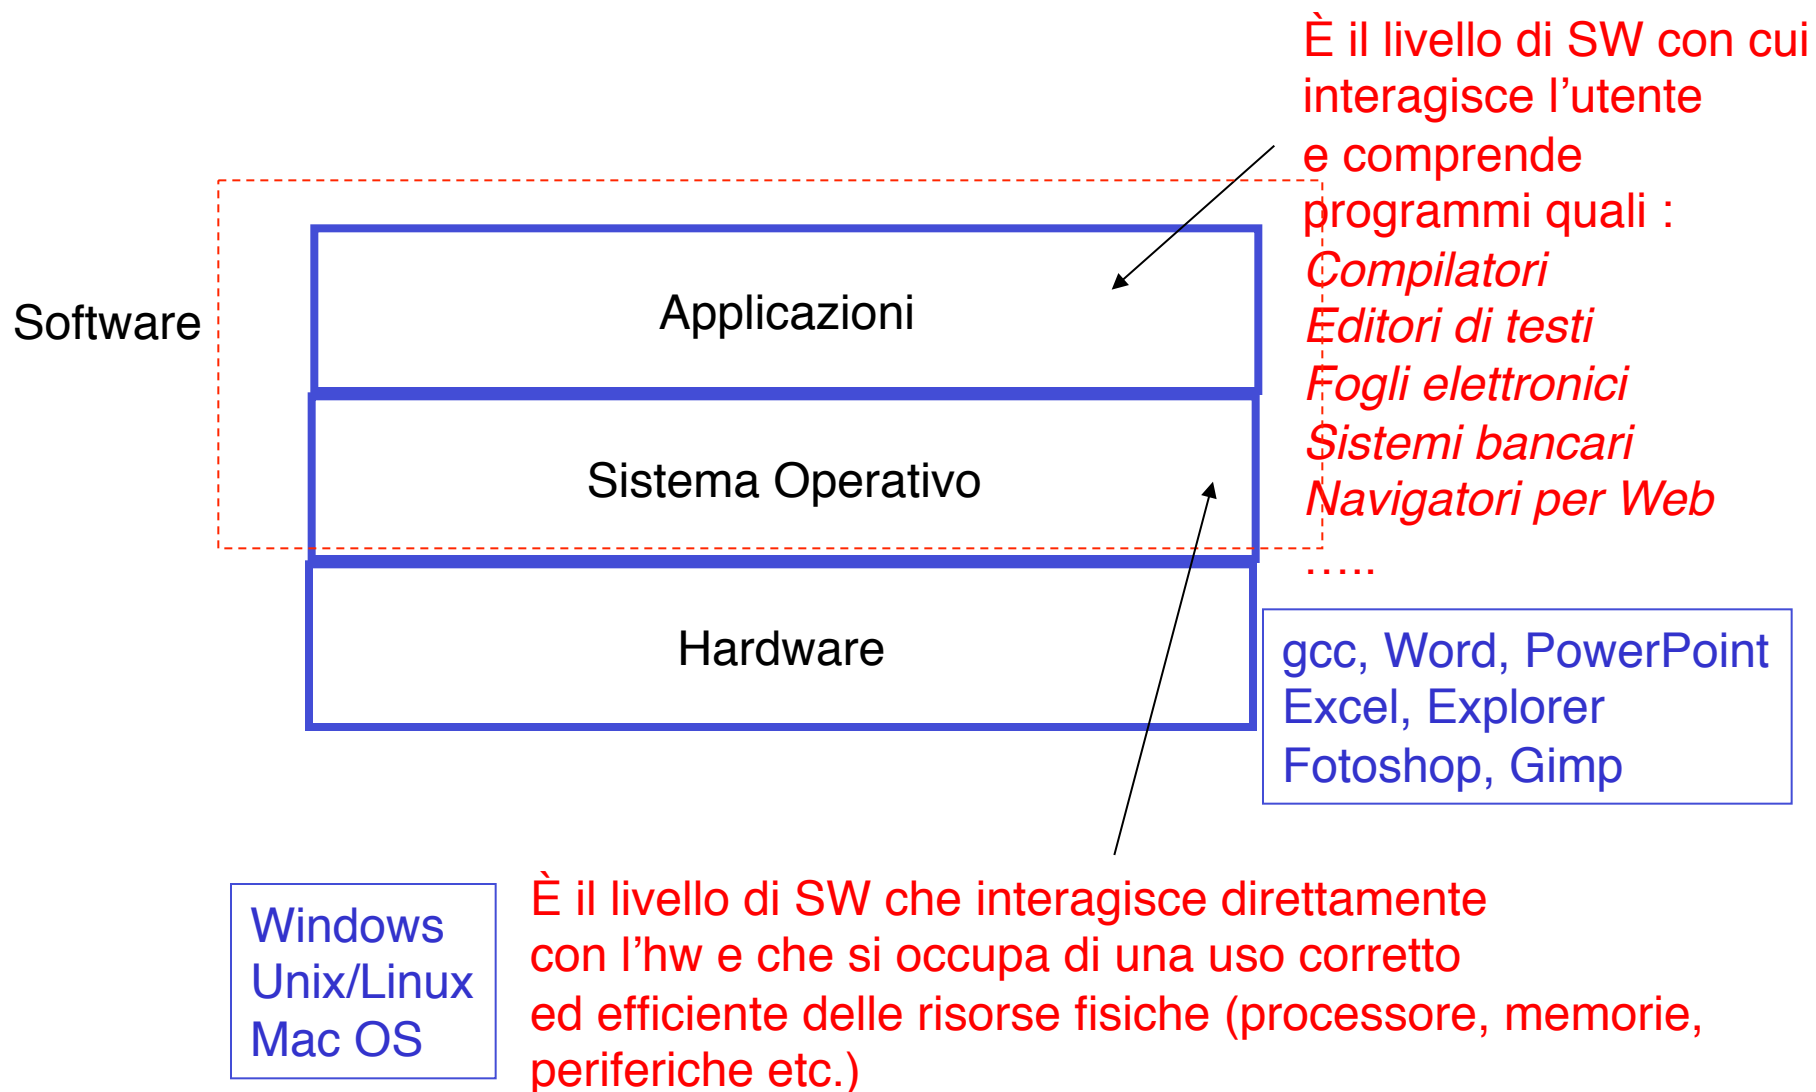 È il livello di SW con cui
interagisce l’utente
e comprende
programmi quali :
Compilatori
Editori di testi
Fogli elettronici
Sistemi bancari
Navigatori per Web
…..
Software
Applicazioni
Sistema Operativo
Hardware
gcc, Word, PowerPoint
Excel, Explorer
Fotoshop, Gimp
Windows
Unix/Linux
Mac OS
È il livello di SW che interagisce direttamente
con l’hw e che si occupa di una uso corretto
ed efficiente delle risorse fisiche (processore, memorie,
periferiche etc.)